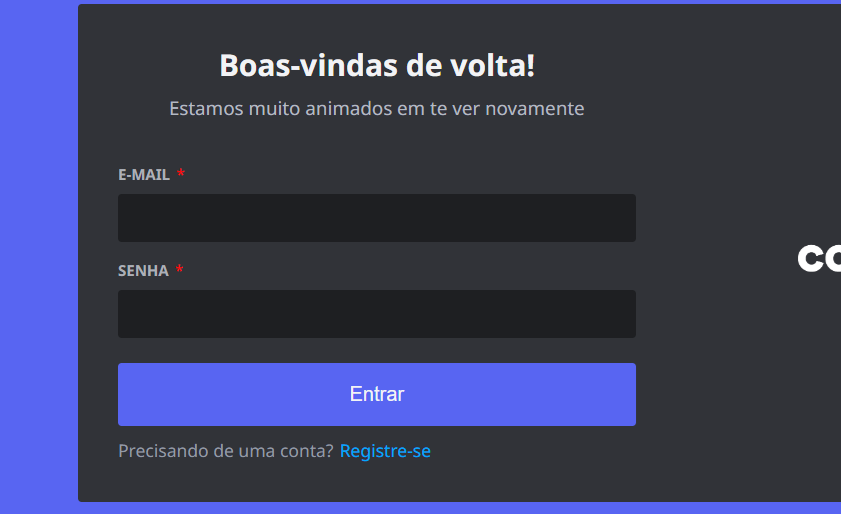 Boas-vindas de volta!
Estamos muito animados em te ver novamente
E-MAIL *
SENHA *
Entrar
Precisando de uma conta? Registre-se